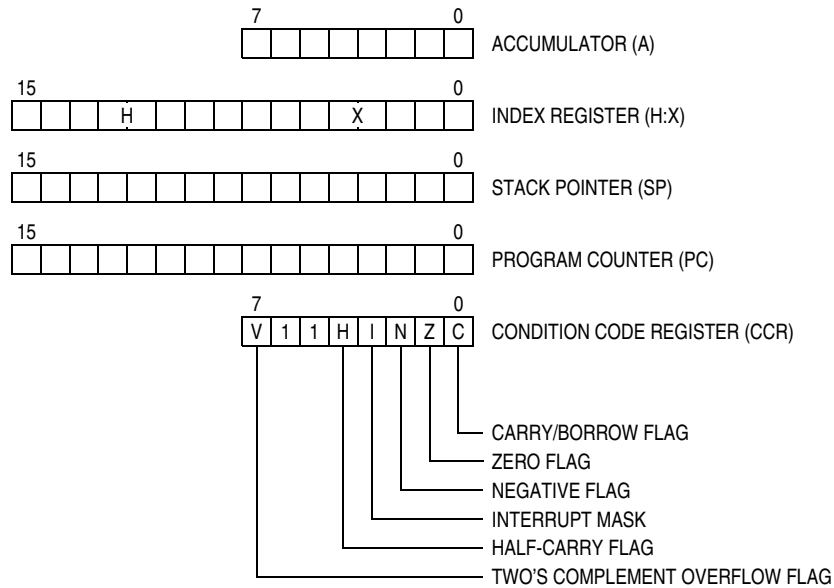 7 0
ACCUMULATOR (A)
15 0
H X INDEX REGISTER (H:X)
15 0
STACK POINTER (SP)
15 0
PROGRAM COUNTER (PC)
7 0
V 1 1 H I N Z C CONDITION CODE REGISTER (CCR)
CARRY/BORROW FLAG
ZERO FLAG
NEGATIVE FLAG
INTERRUPT MASK
HALF-CARRY FLAG
TWO'S COMPLEMENT OVERFLOW FLAG